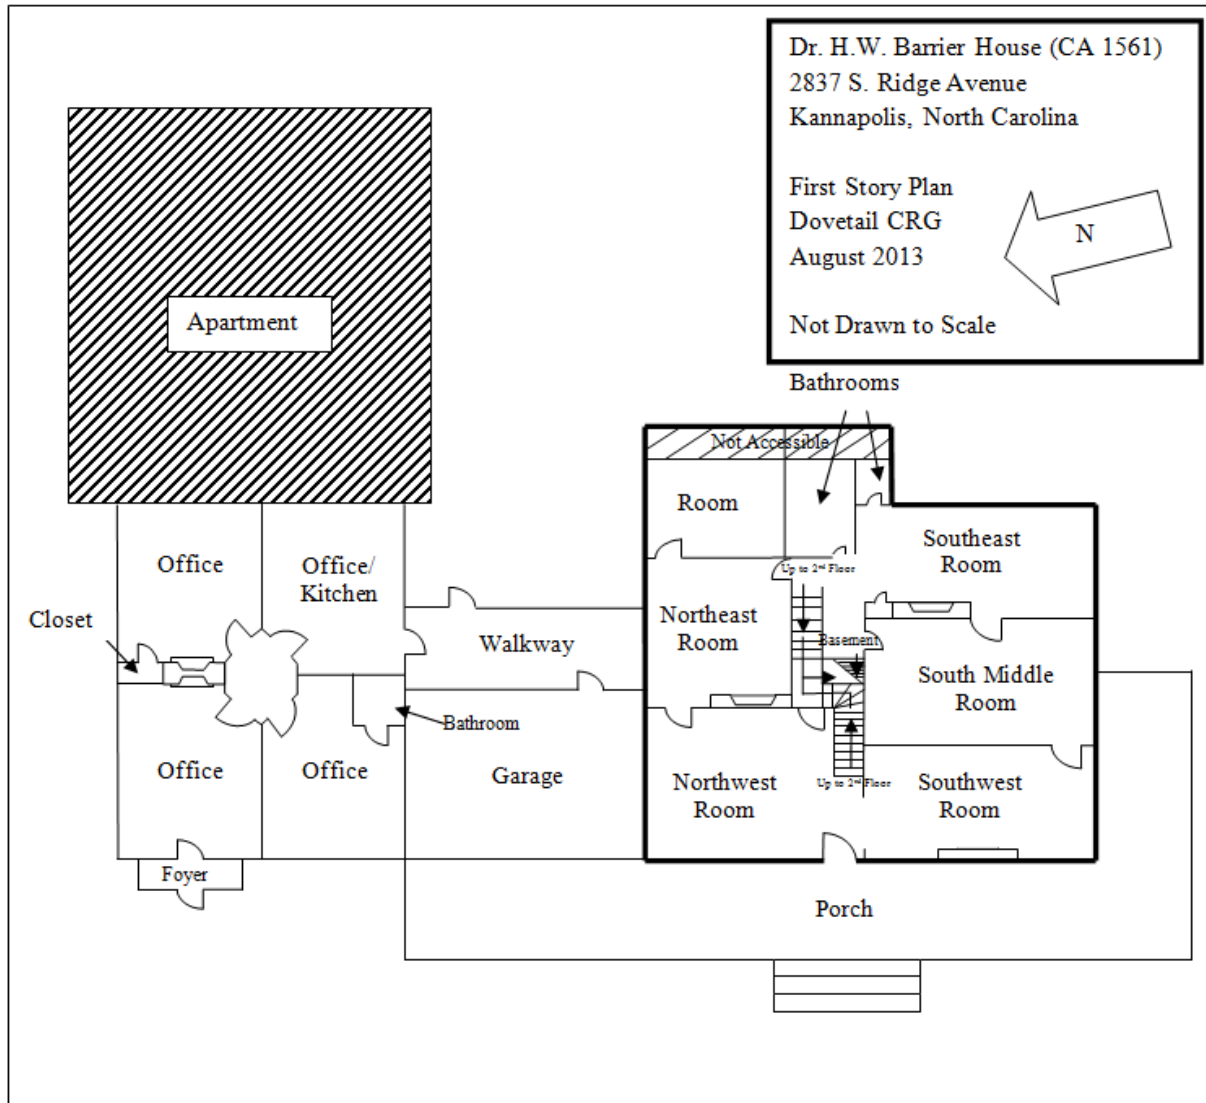 Dr. H.W. Barrier House (CA 1561)
2837 S. Ridge Avenue
Kannapolis, North Carolina
First Story Plan
Dovetail CRG
August 2013
N
Not Drawn to Scale
Apartment
Bathrooms
Not Accessible
Room
Southeast
Room
Office
Office/
Kitchen
Up to 2nd Floor
Closet
Northeast
Room
Walkway
Basement
South Middle
Room
Bathroom
Office
Office
Garage
Northwest
Room
Up to 2nd Floor
Southwest
Room
Foyer
Porch